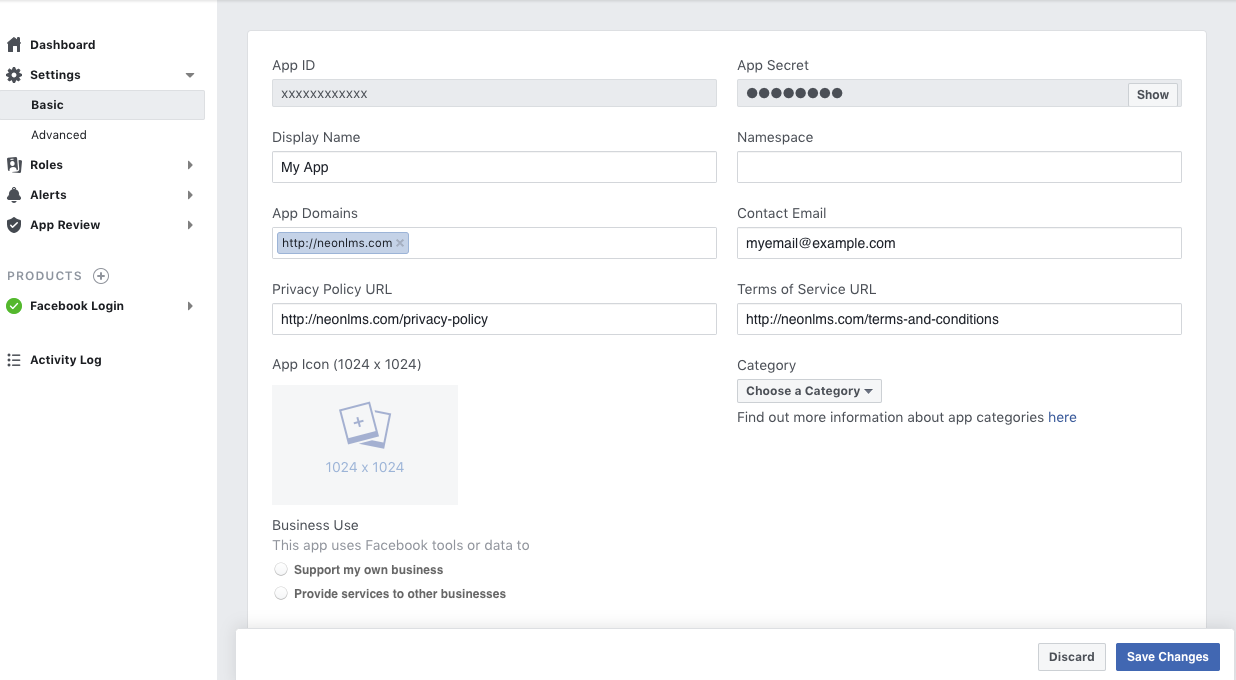 Dashboard
Settings
Basic
Advanced
Roles
Alerts
App Review
PRODUCTS
Facebook Login
Activity Log
App ID
xxxxxxxxxxxx
App Secret
●●●●●●●●
Show
Display Name
My App
Namespace
App Domains
http://neonlms.com ×
Contact Email
myemail@example.com
Privacy Policy URL
http://neonlms.com/privacy-policy
Terms of Service URL
http://neonlms.com/terms-and-conditions
App Icon (1024 x 1024)
1024 x 1024
Category
Choose a Category
Find out more information about app categories here
Business Use
This app uses Facebook tools or data to
Support my own business
Provide services to other businesses
Discard
Save Changes